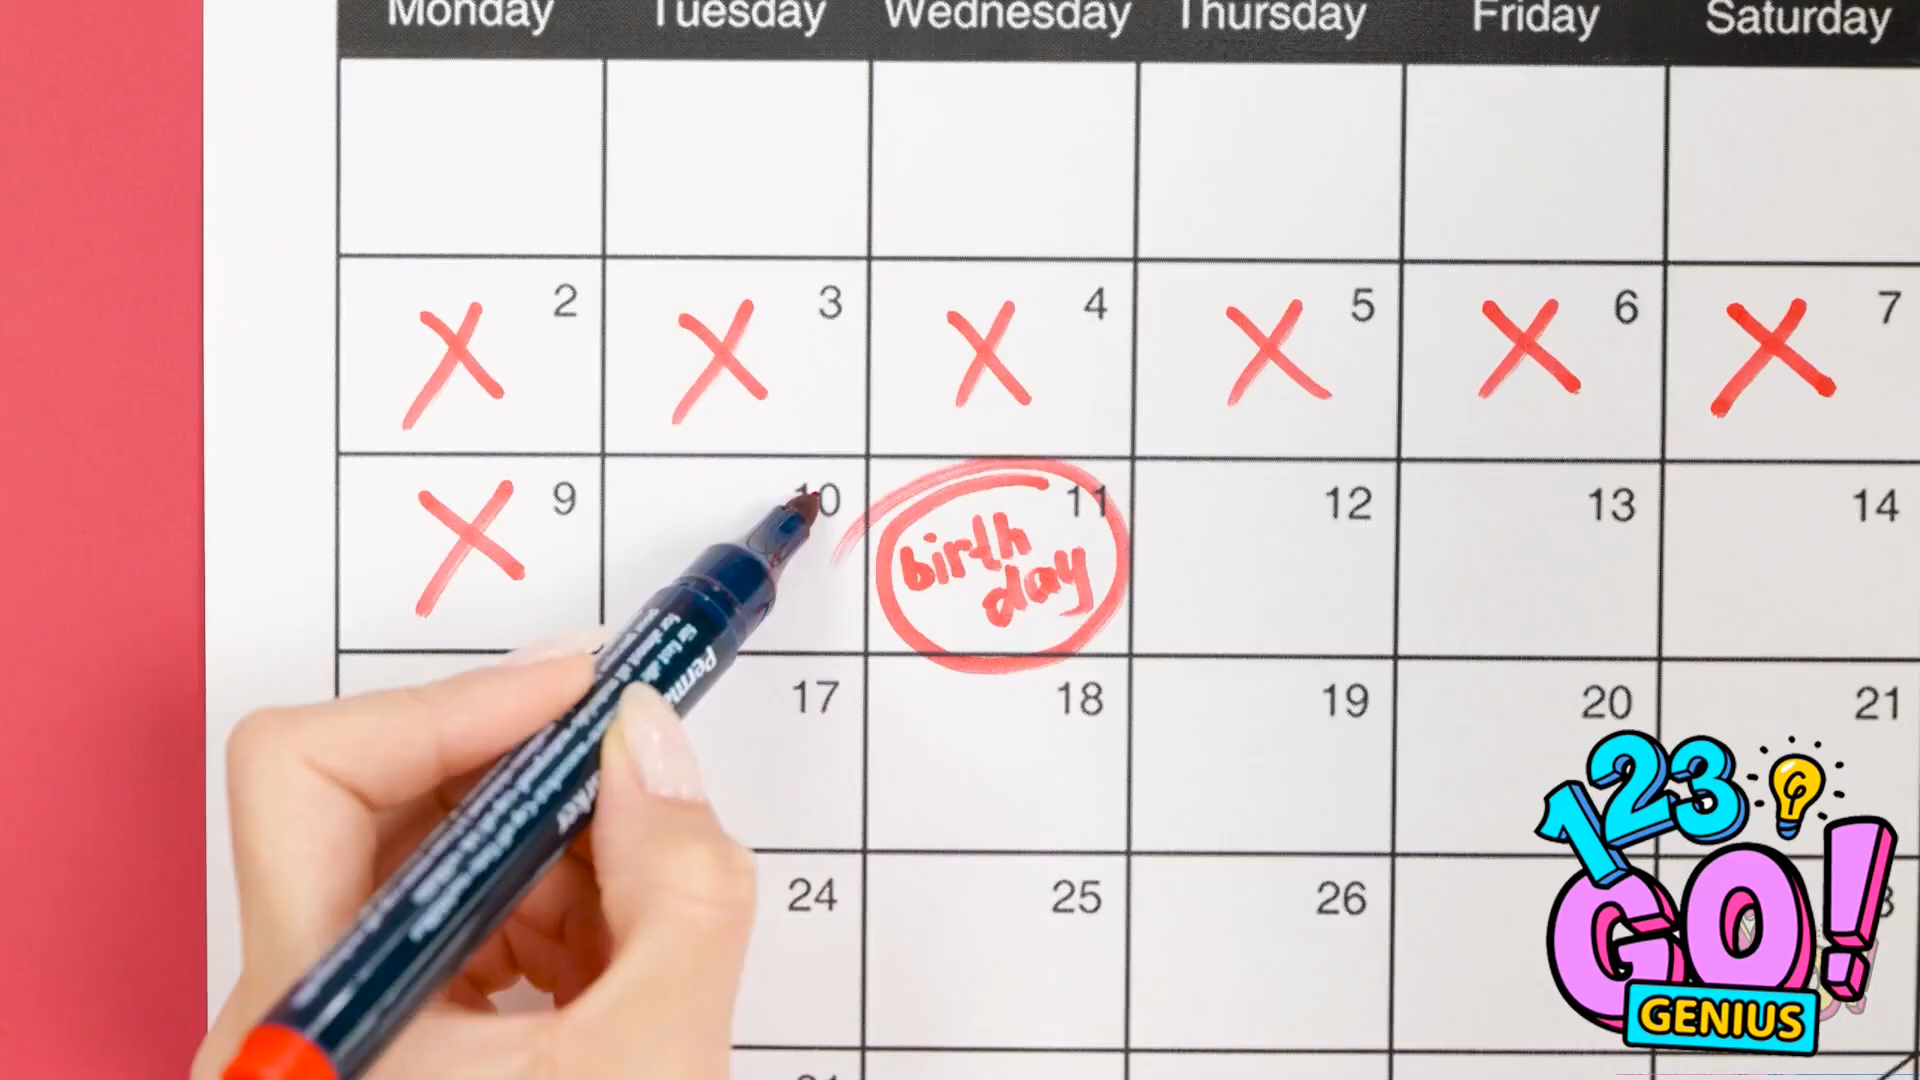 Monday Tuesday Wednesday Thursday Friday Saturday
2 3 4 5 6 7
9 10 11 12 13 14
birth
day
17 18 19 20 21
24 25 26
123
GO!
GENIUS